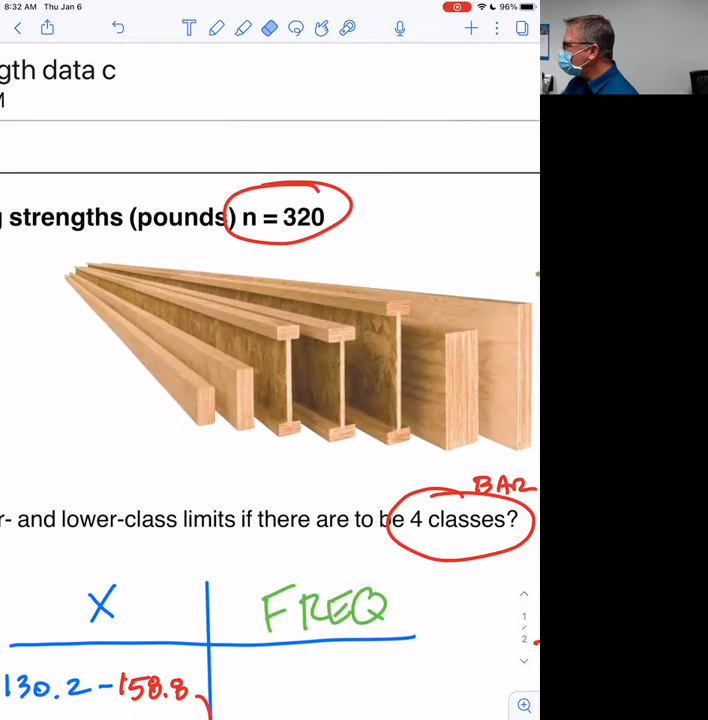 8:32 AM Thu Jan 6
96%
gth data c
strengths (pounds) n = 320
BAR
and lower-class limits if there are to be 4 classes?
X FREQ
130.2 - 158.8
1
2